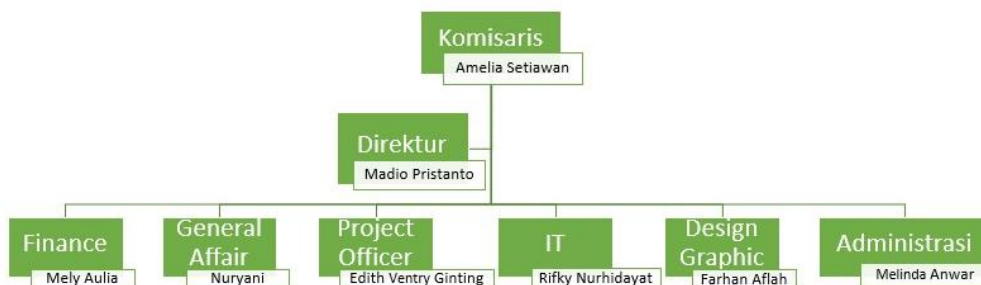 Komisaris
Amelia Setiawan
Direktur
Madio Pristanto
Finance
Mely Aulia
General
Affair
Nuryani
Project
Officer
Edith Ventry Ginting
IT
Rifky Nurhidayat
Design
Graphic
Farhan Aflah
Administrasi
Melinda Anwar